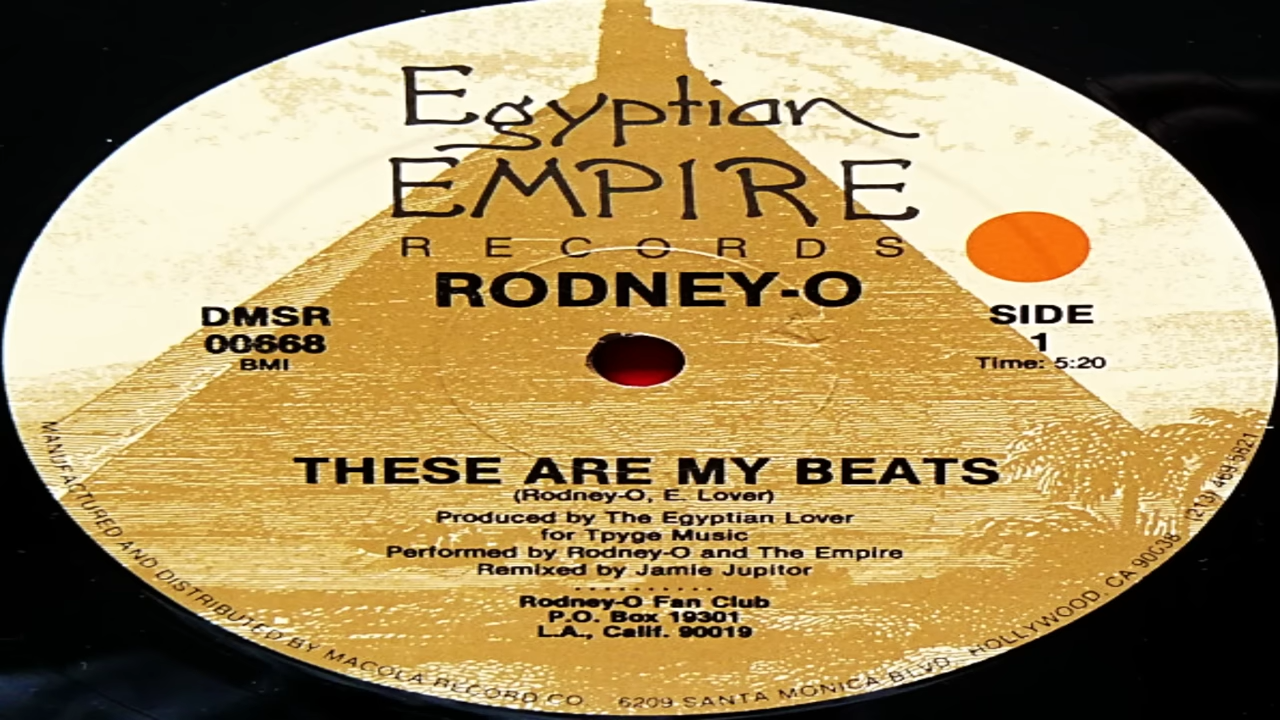 Egyptian
EMPIRE
RECORDS
RODNEY-O
DMSR
00668
BMI
SIDE
1
Time: 5:20
THESE ARE MY BEATS
(Rodney-O, E. Lover)
Produced by The Egyptian Lover
for Tpyge Music
Performed by Rodney-O and The Empire
Remixed by Jamie Jupitor
Rodney-O Fan Club
P.O. Box 19301
L.A., Calif. 90019
MANUFACTURED AND DISTRIBUTED BY MACOLA RECORD CO. 6209 SANTA MONICA BLVD. HOLLYWOOD, CA 90038 (213) 469-5821